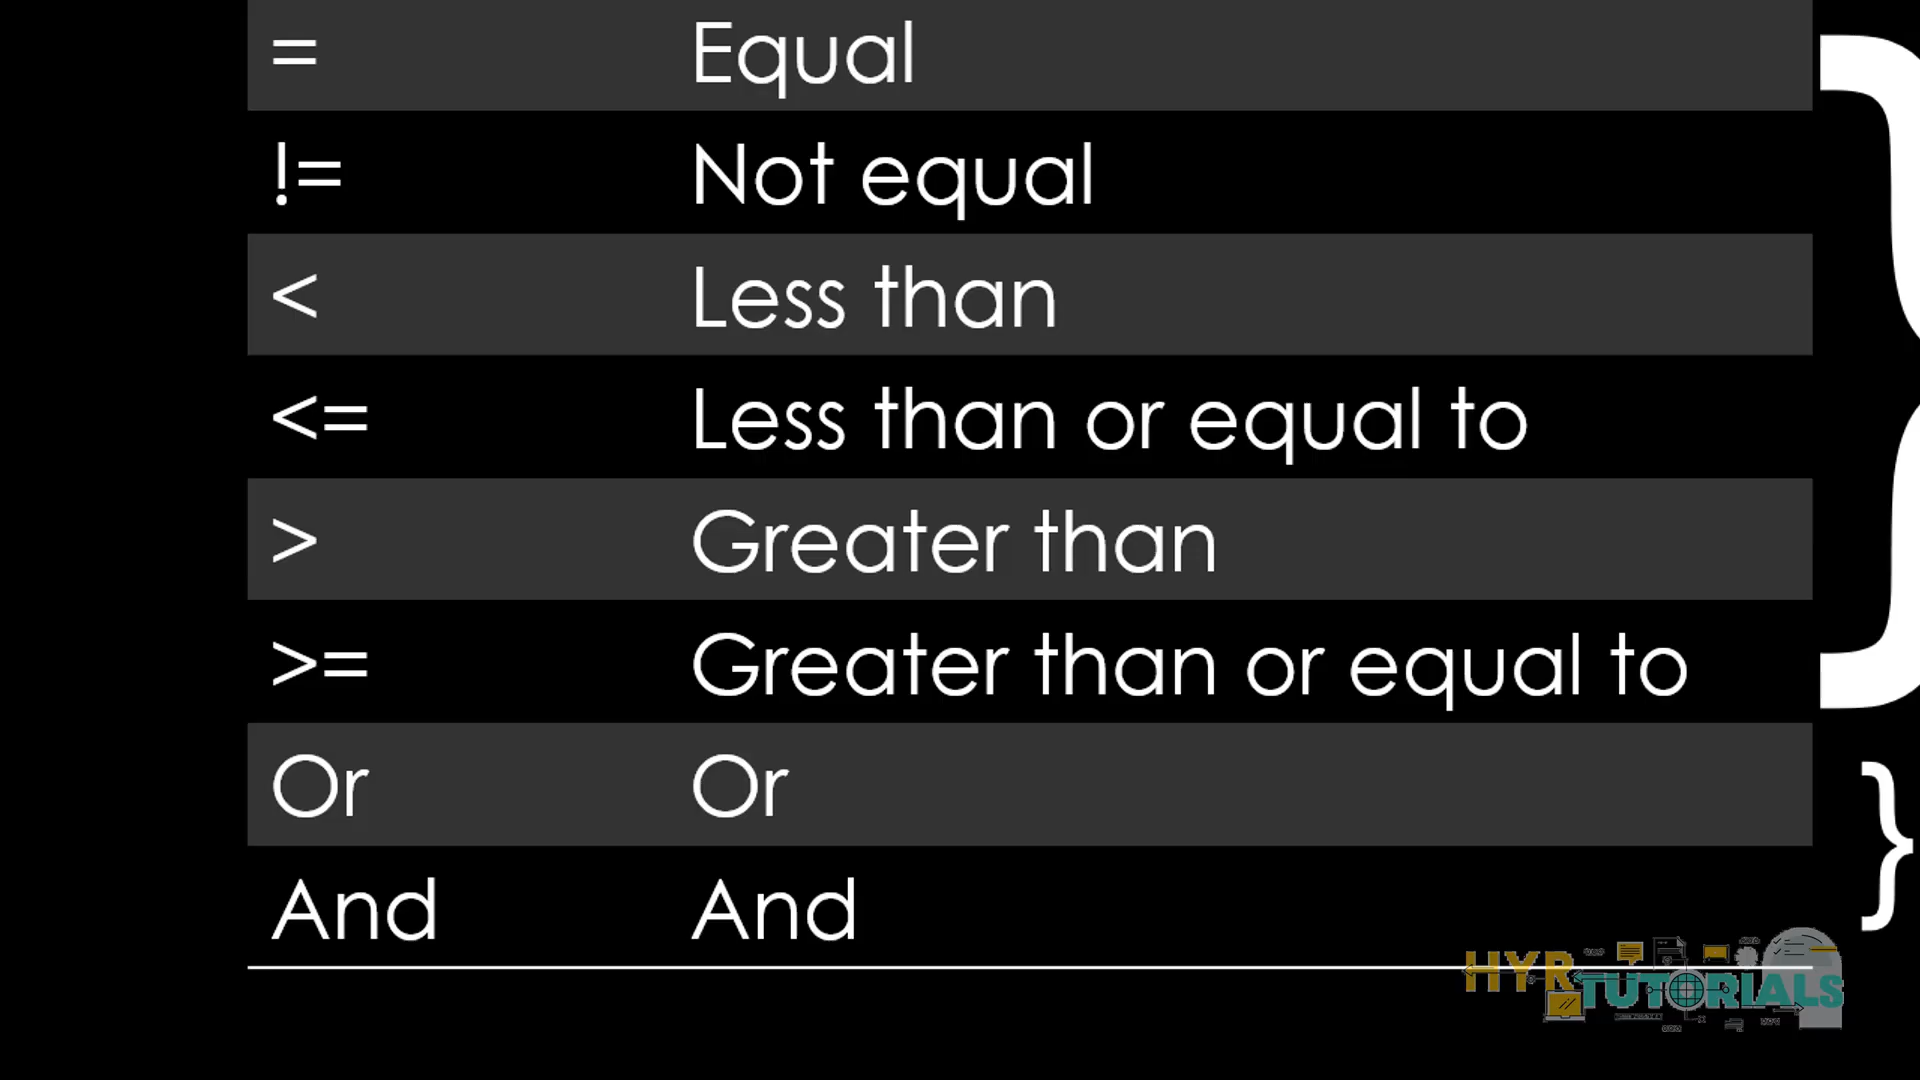 = Equal
!= Not equal
< Less than
<= Less than or equal to
> Greater than
>= Greater than or equal to
Or Or
And And
HYR TUTORIALS